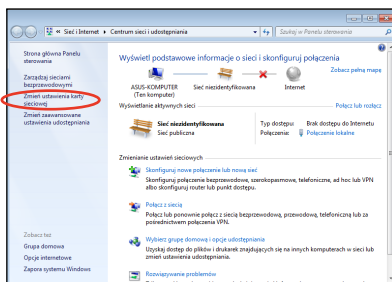 « Sieć i Internet ▸ Centrum sieci i udostępniania
Szukaj w Panelu sterowania
Strona główna Panelu
sterowania
Zarządzaj sieciami
bezprzewodowymi
Zmień ustawienia karty
sieciowej
Zmień zaawansowane
ustawienia udostępniania
Zobacz też
Grupa domowa
Opcje internetowe
Zapora systemu Windows
Wyświetl podstawowe informacje o sieci i skonfiguruj połączenia
Zobacz pełną mapę
ASUS-KOMPUTER
(Ten komputer)
Sieć niezidentyfikowana
Internet
Wyświetlanie aktywnych sieci
Połącz lub rozłącz
Sieć niezidentyfikowana
Sieć publiczna
Typ dostępu: Brak dostępu do Internetu
Połączenia: Połączenie lokalne
Zmienianie ustawień sieciowych
Skonfiguruj nowe połączenie lub nową sieć
Skonfiguruj połączenie bezprzewodowe, szerokopasmowe, telefoniczne, ad hoc lub VPN
albo skonfiguruj router lub punkt dostępu.
Połącz z siecią
Połącz lub ponownie połącz z siecią bezprzewodową, przewodową, telefoniczną lub za
pośrednictwem połączenia VPN.
Wybierz grupę domową i opcje udostępniania
Uzyskaj dostęp do plików i drukarek znajdujących się na innych komputerach w sieci lub
zmień ustawienia udostępniania.
Rozwiązywanie problemów